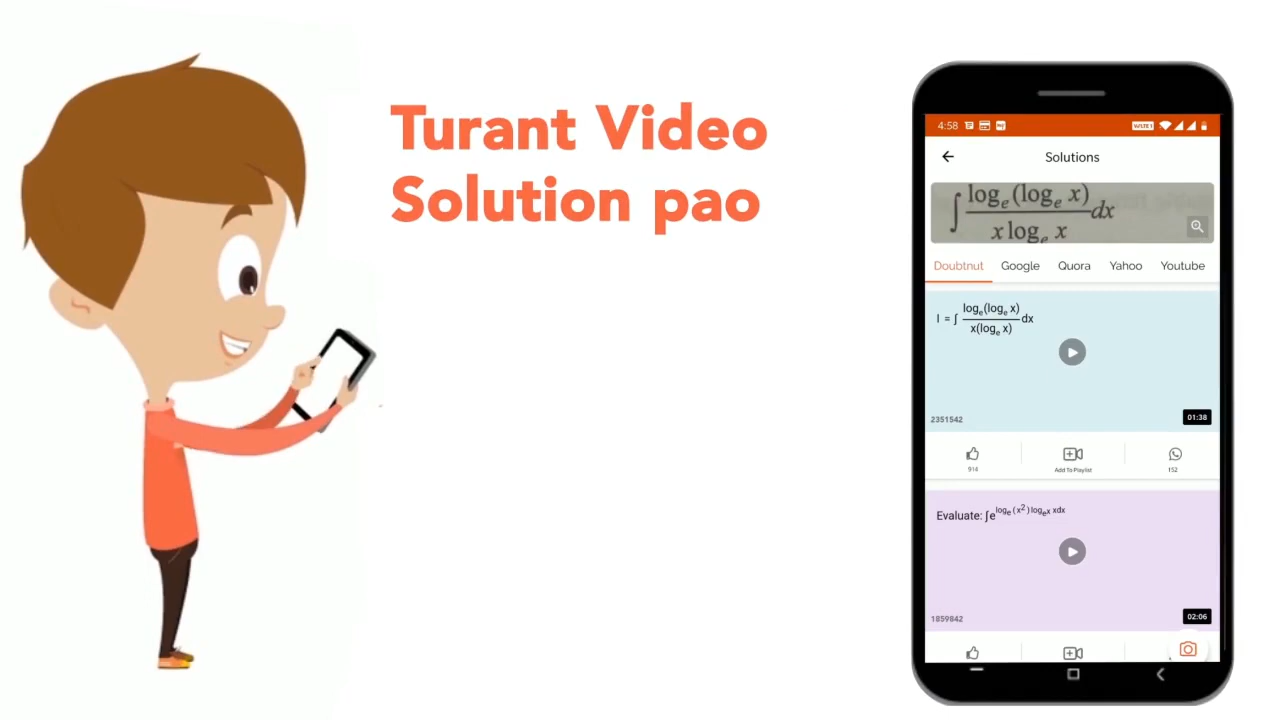 Turant Video
Solution pao
4:58
VoLTE1
Solutions
∫ logₑ(logₑ x) / x logₑ x dx
Doubtnut Google Quora Yahoo Youtube
I = ∫ logₑ(logₑ x) / x(logₑ x) dx
2351542 01:38
914 Add To Playlist 152
Evaluate: ∫e^logₑ(x²)logₑx xdx
1859842 02:06